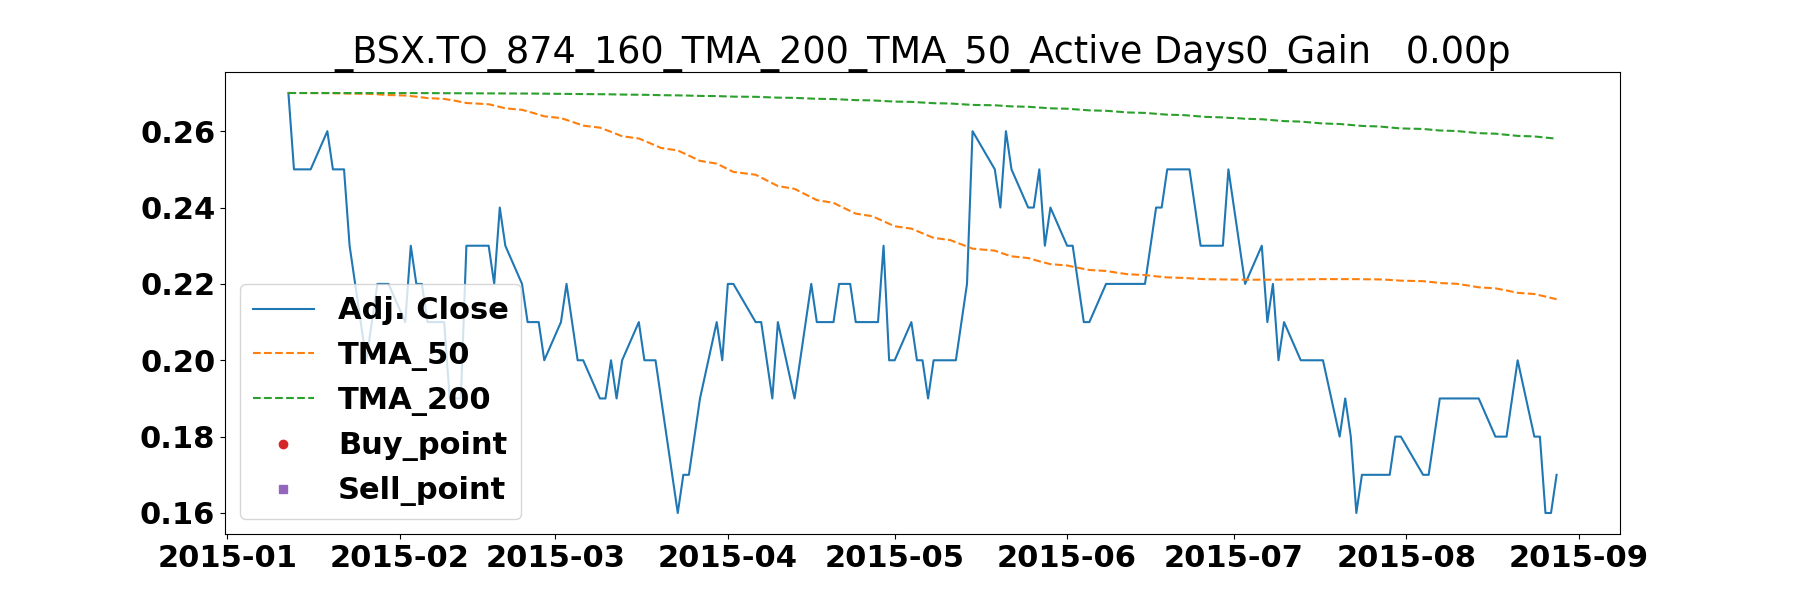 _BSX.TO_874_160_TMA_200_TMA_50_Active Days0_Gain   0.00p
0.26
0.24
0.22
0.20
0.18
0.16
Adj. Close
TMA_50
TMA_200
Buy_point
Sell_point
2015-01 2015-02 2015-03 2015-04 2015-05 2015-06 2015-07 2015-08 2015-09